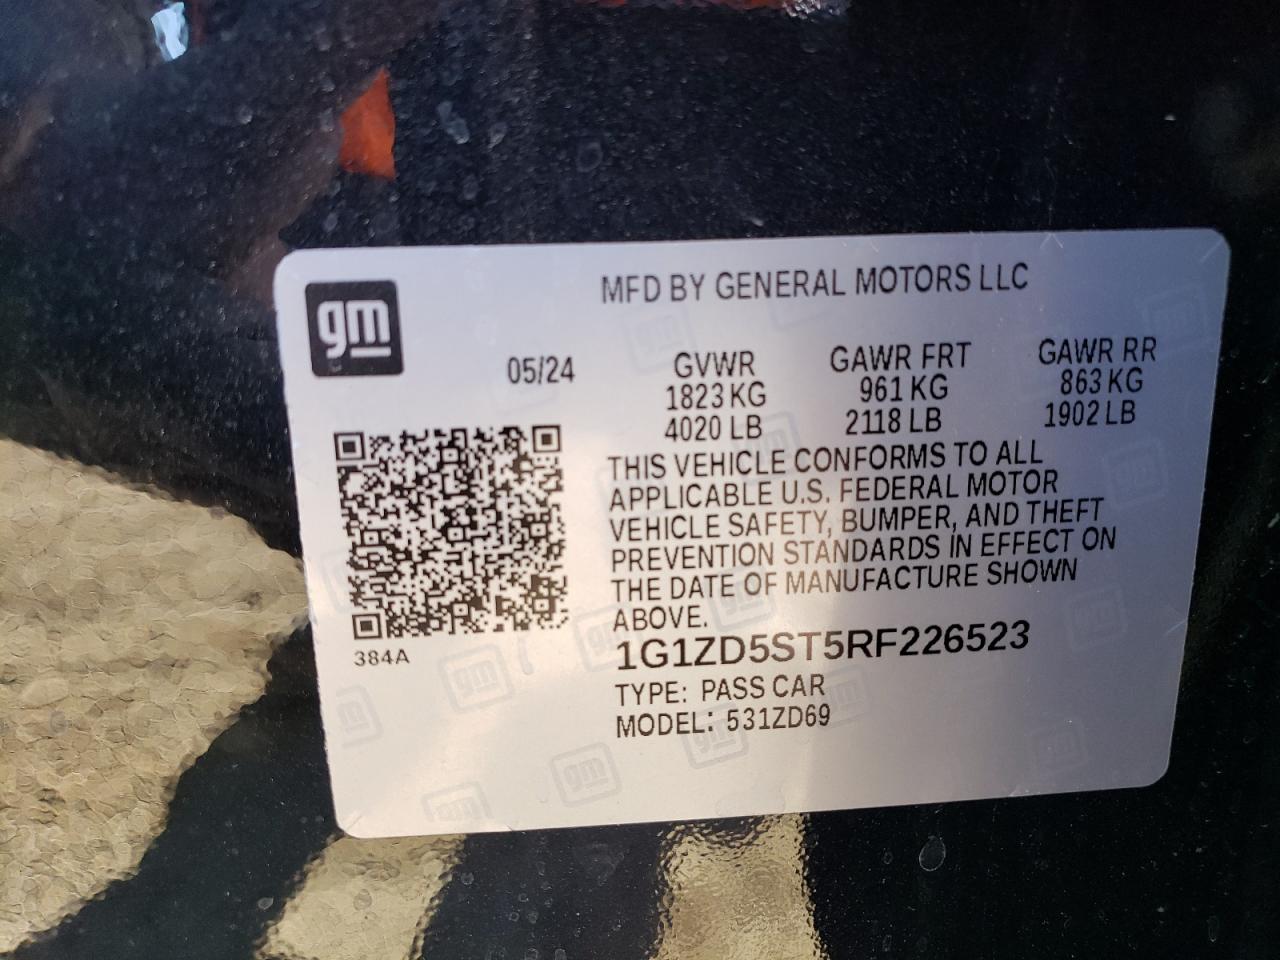 gm
MFD BY GENERAL MOTORS LLC
05/24 GVWR GAWR FRT GAWR RR
1823 KG 961 KG 863 KG
4020 LB 2118 LB 1902 LB
THIS VEHICLE CONFORMS TO ALL
APPLICABLE U.S. FEDERAL MOTOR
VEHICLE SAFETY, BUMPER, AND THEFT
PREVENTION STANDARDS IN EFFECT ON
THE DATE OF MANUFACTURE SHOWN
ABOVE.
384A
1G1ZD5ST5RF226523
TYPE: PASS CAR
MODEL: 531ZD69